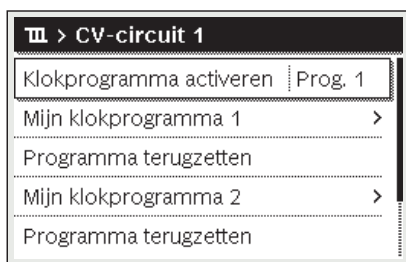 > CV-circuit 1
Klokprogramma activeren Prog. 1
Mijn klokprogramma 1 >
Programma terugzetten
Mijn klokprogramma 2 >
Programma terugzetten